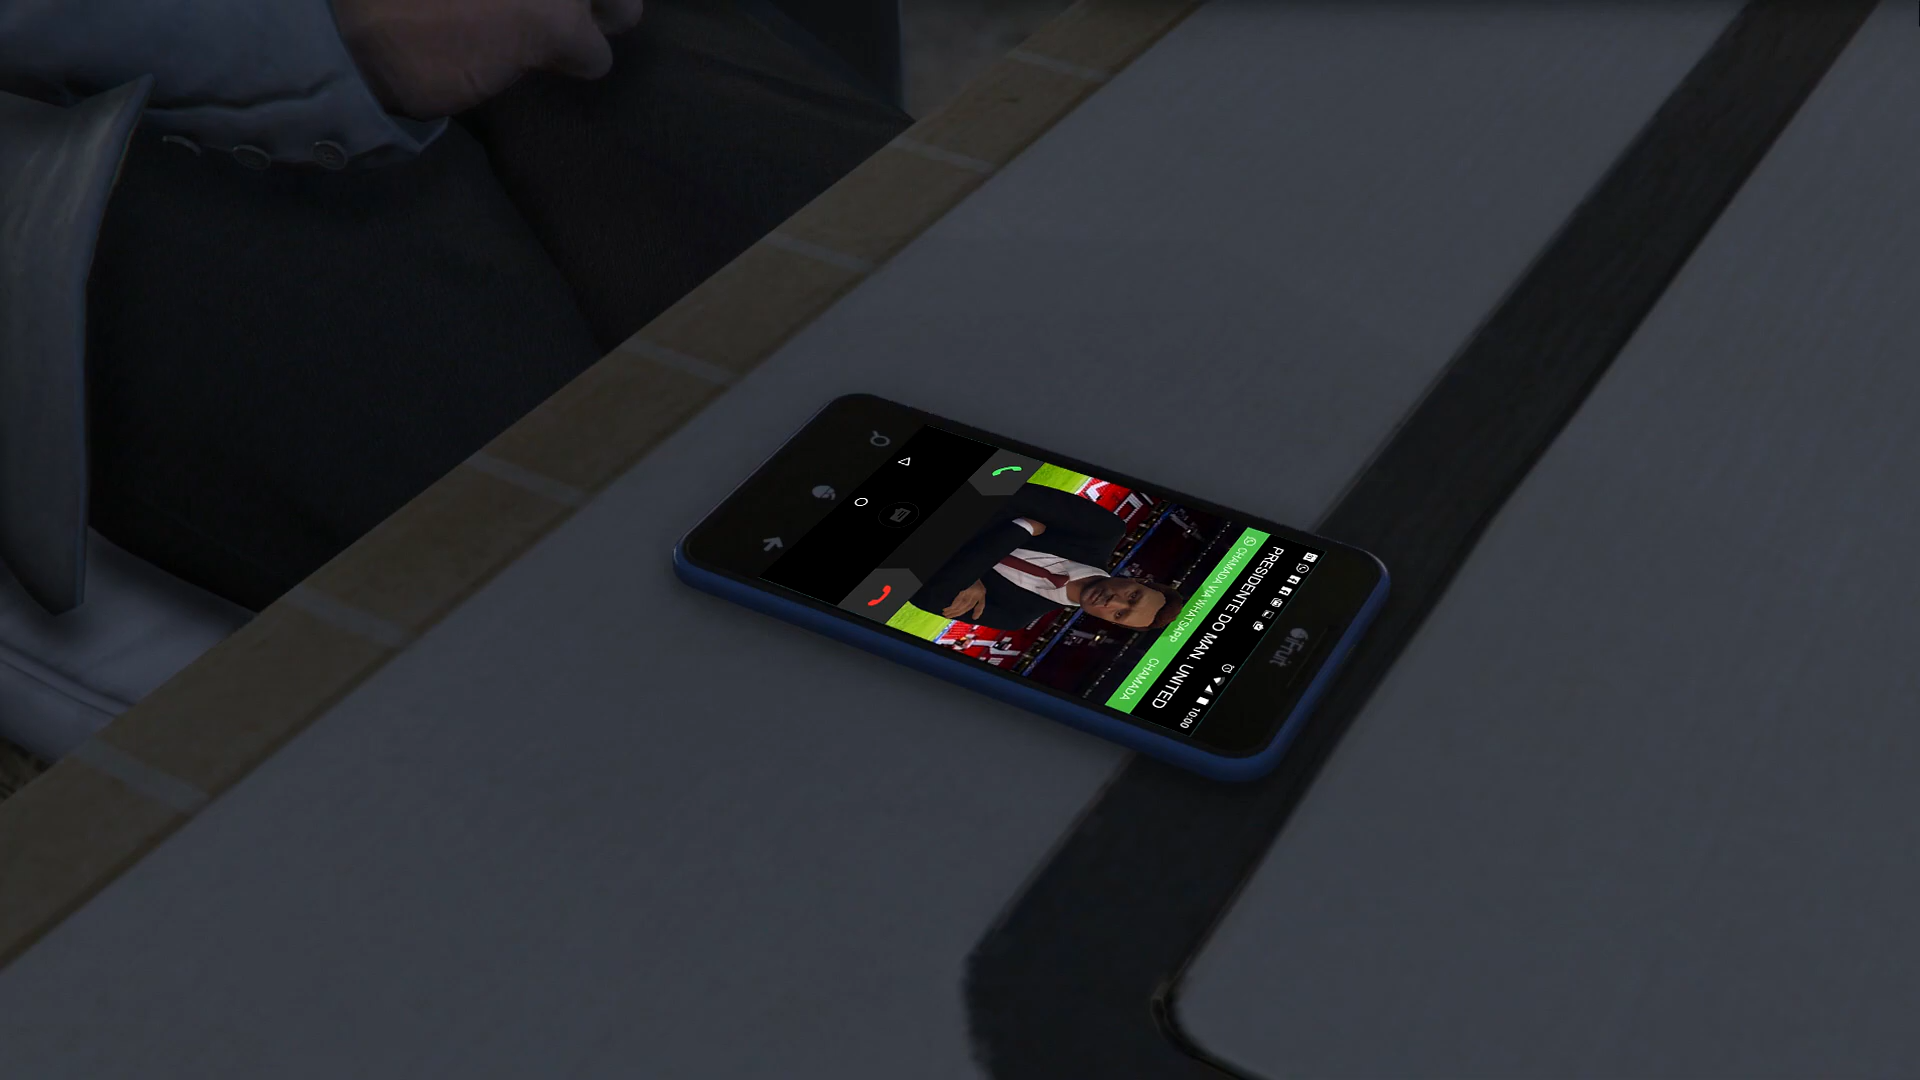 iFruit
10:00
PRESIDENTE DO MAN. UNITED
CHAMADA VIA WHATSAPP
CHAMADA